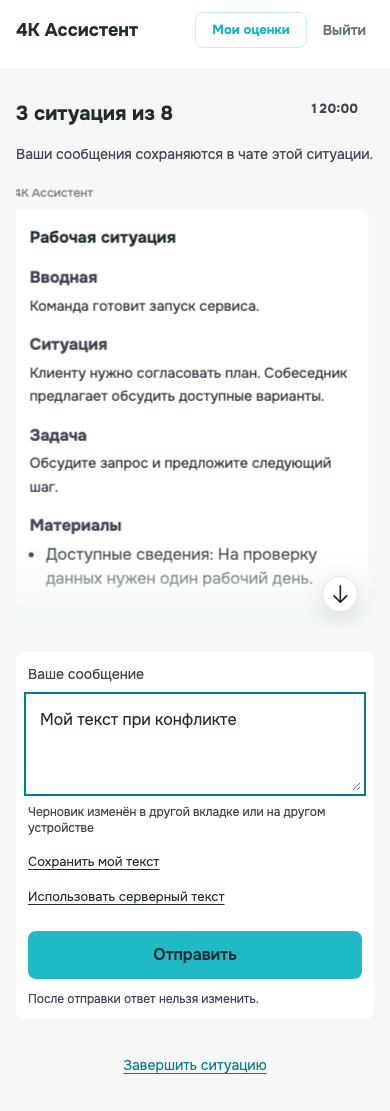 4К Ассистент
Мои оценки
Выйти
3 ситуация из 8
120:00
Ваши сообщения сохраняются в чате этой ситуации.
4К Ассистент
Рабочая ситуация
Вводная
Команда готовит запуск сервиса.
Ситуация
Клиенту нужно согласовать план. Собеседник
предлагает обсудить доступные варианты.
Задача
Обсудите запрос и предложите следующий
шаг.
Материалы
• Доступные сведения: На проверку
данных нужен один рабочий день.
Ваше сообщение
Мой текст при конфликте
Черновик изменён в другой вкладке или на другом
устройстве
Сохранить мой текст
Использовать серверный текст
Отправить
После отправки ответ нельзя изменить.
Завершить ситуацию